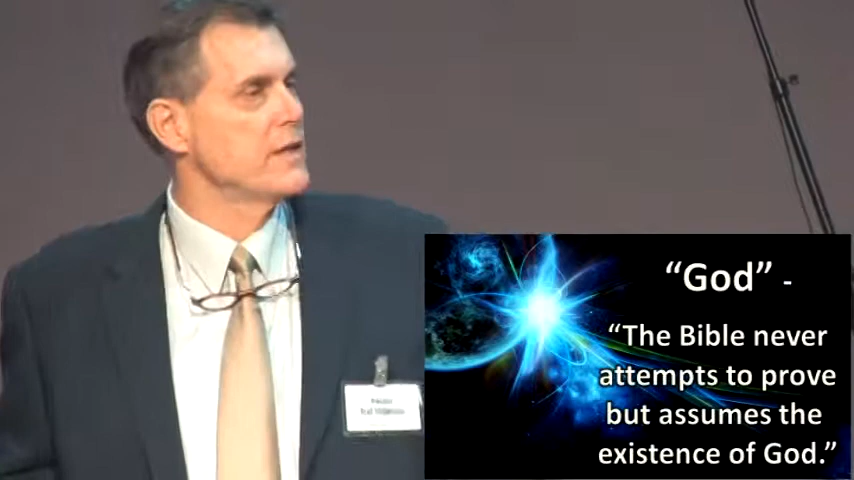 "God" -
"The Bible never
attempts to prove
but assumes the
existence of God."